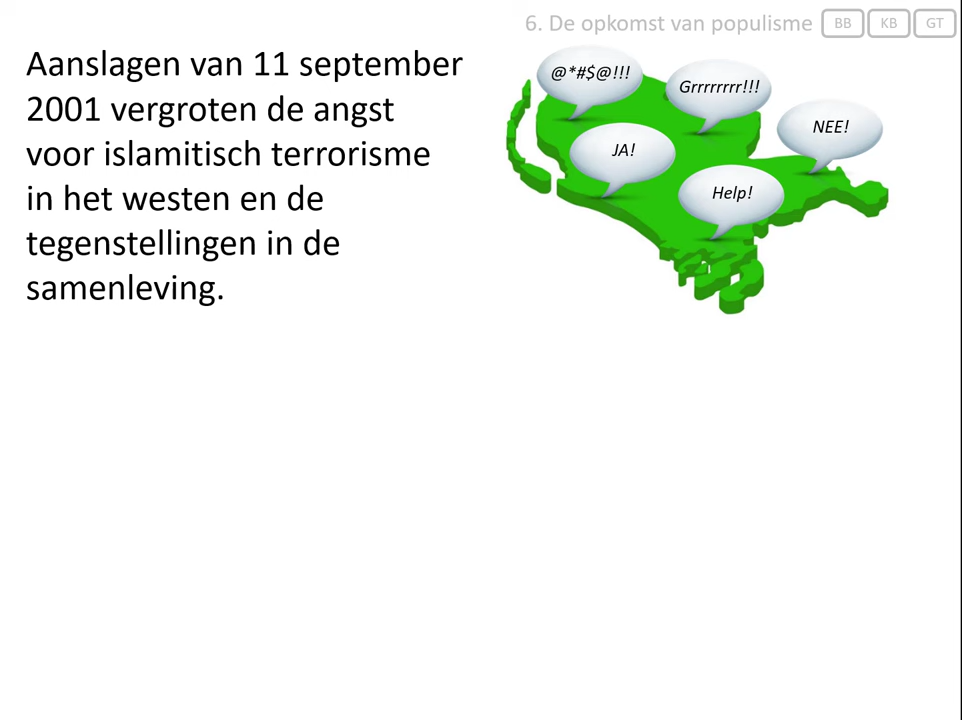 6. De opkomst van populisme BB KB GT
Aanslagen van 11 september
2001 vergroten de angst
voor islamitisch terrorisme
in het westen en de
tegenstellingen in de
samenleving.
@*#$@!!!
Grrrrrrrr!!!
NEE!
JA!
Help!